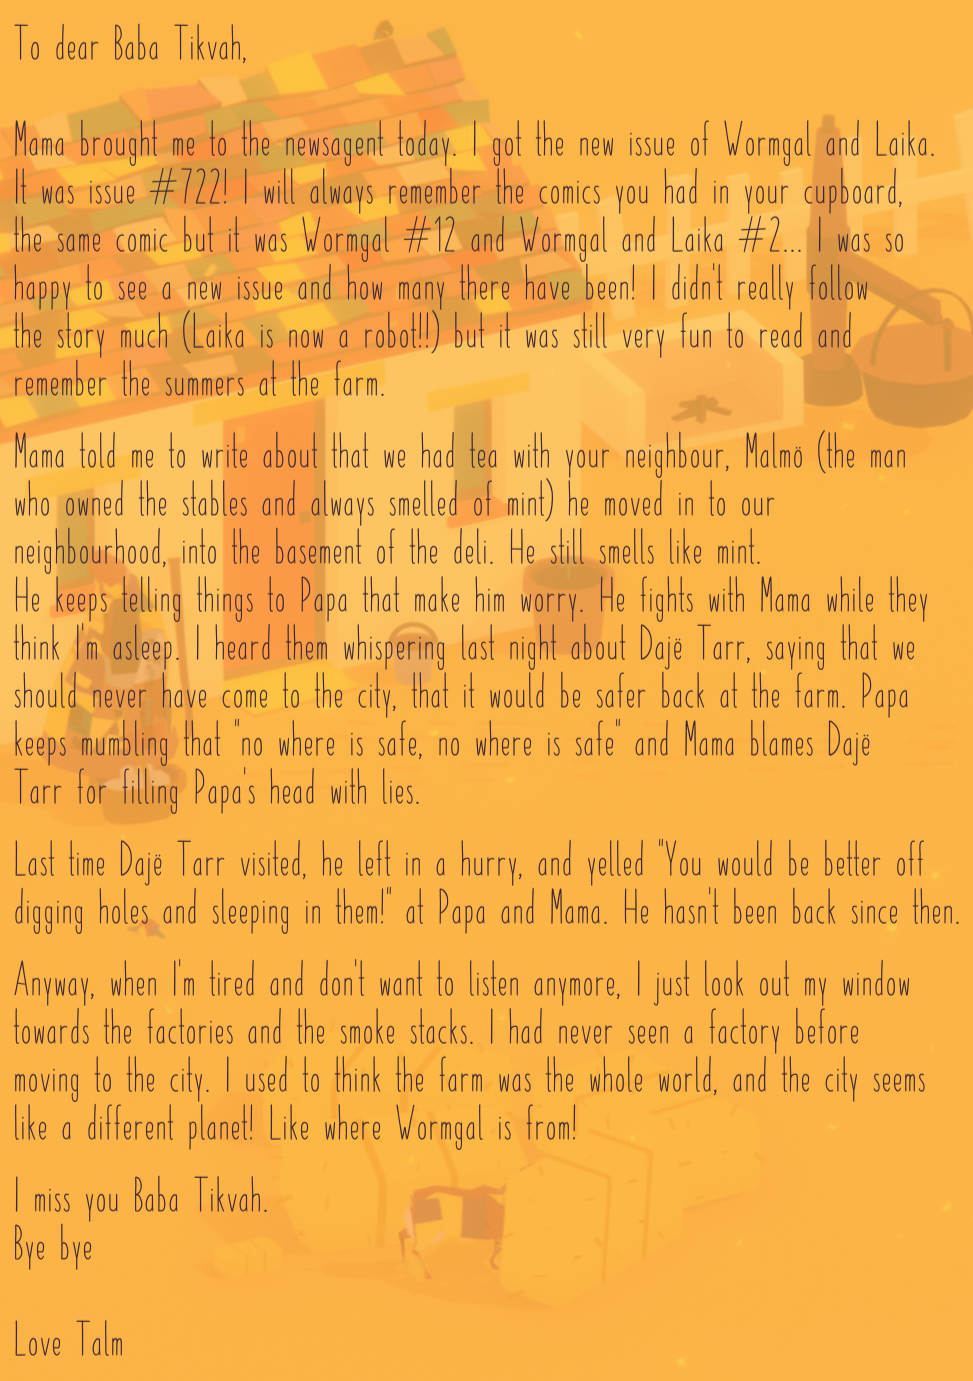 To dear Baba Tikvah,
Mama brought me to the newsagent today. I got the new issue of Wormgal and Laika.
It was issue #722! I will always remember the comics you had in your cupboard,
the same comic but it was Wormgal #12 and Wormgal and Laika #2... I was so
happy to see a new issue and how many there have been! I didn't really follow
the story much (Laika is now a robot!!) but it was still very fun to read and
remember the summers at the farm.
Mama told me to write about that we had tea with your neighbour, Malmö (the man
who owned the stables and always smelled of mint) he moved in to our
neighbourhood, into the basement of the deli. He still smells like mint.
He keeps telling things to Papa that make him worry. He fights with Mama while they
think I'm asleep. I heard them whispering last night about Dajë Tarr, saying that we
should never have come to the city, that it would be safer back at the farm. Papa
keeps mumbling that "no where is safe, no where is safe" and Mama blames Dajë
Tarr for filling Papa's head with lies.
Last time Dajë Tarr visited, he left in a hurry, and yelled "You would be better off
digging holes and sleeping in them!" at Papa and Mama. He hasn't been back since then.
Anyway, when I'm tired and don't want to listen anymore, I just look out my window
towards the factories and the smoke stacks. I had never seen a factory before
moving to the city. I used to think the farm was the whole world, and the city seems
like a different planet! Like where Wormgal is from!
I miss you Baba Tikvah.
Bye bye
Love Talm